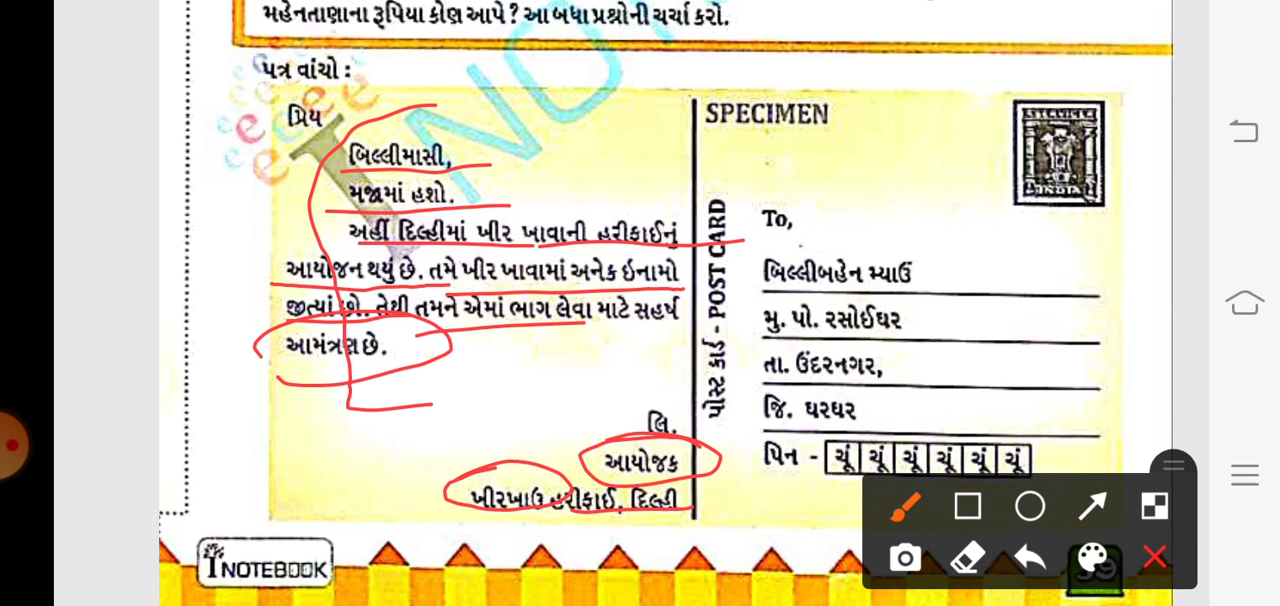 મહેનતાણાના રૂપિયા કોણ આપે? આ બધા પ્રશ્નોની ચર્ચા કરો.
પત્ર વાંચો :
પ્રિય
બિલ્લીમાસી,
મજામાં હશો.
અહીં દિલ્હીમાં ખીર ખાવાની હરીફાઈનું
આયોજન થયું છે. તમે ખીર ખાવામાં અનેક ઇનામો
જીત્યાં છો. તેથી તમને એમાં ભાગ લેવા માટે સહર્ષ
આમંત્રણ છે.
લિ.
આયોજક
ખીરખાઉ હરીફાઈ, દિલ્હી
પોસ્ટ કાર્ડ - POST CARD
SPECIMEN
INDIA
To,
બિલ્લીબહેન મ્યાઉં
મુ. પો. રસોઈઘર
તા. ઉંદરનગર,
જિ. ઘરઘર
પિન - ચૂં ચૂં ચૂં ચૂં ચૂં ચૂં
iNOTEBOOK